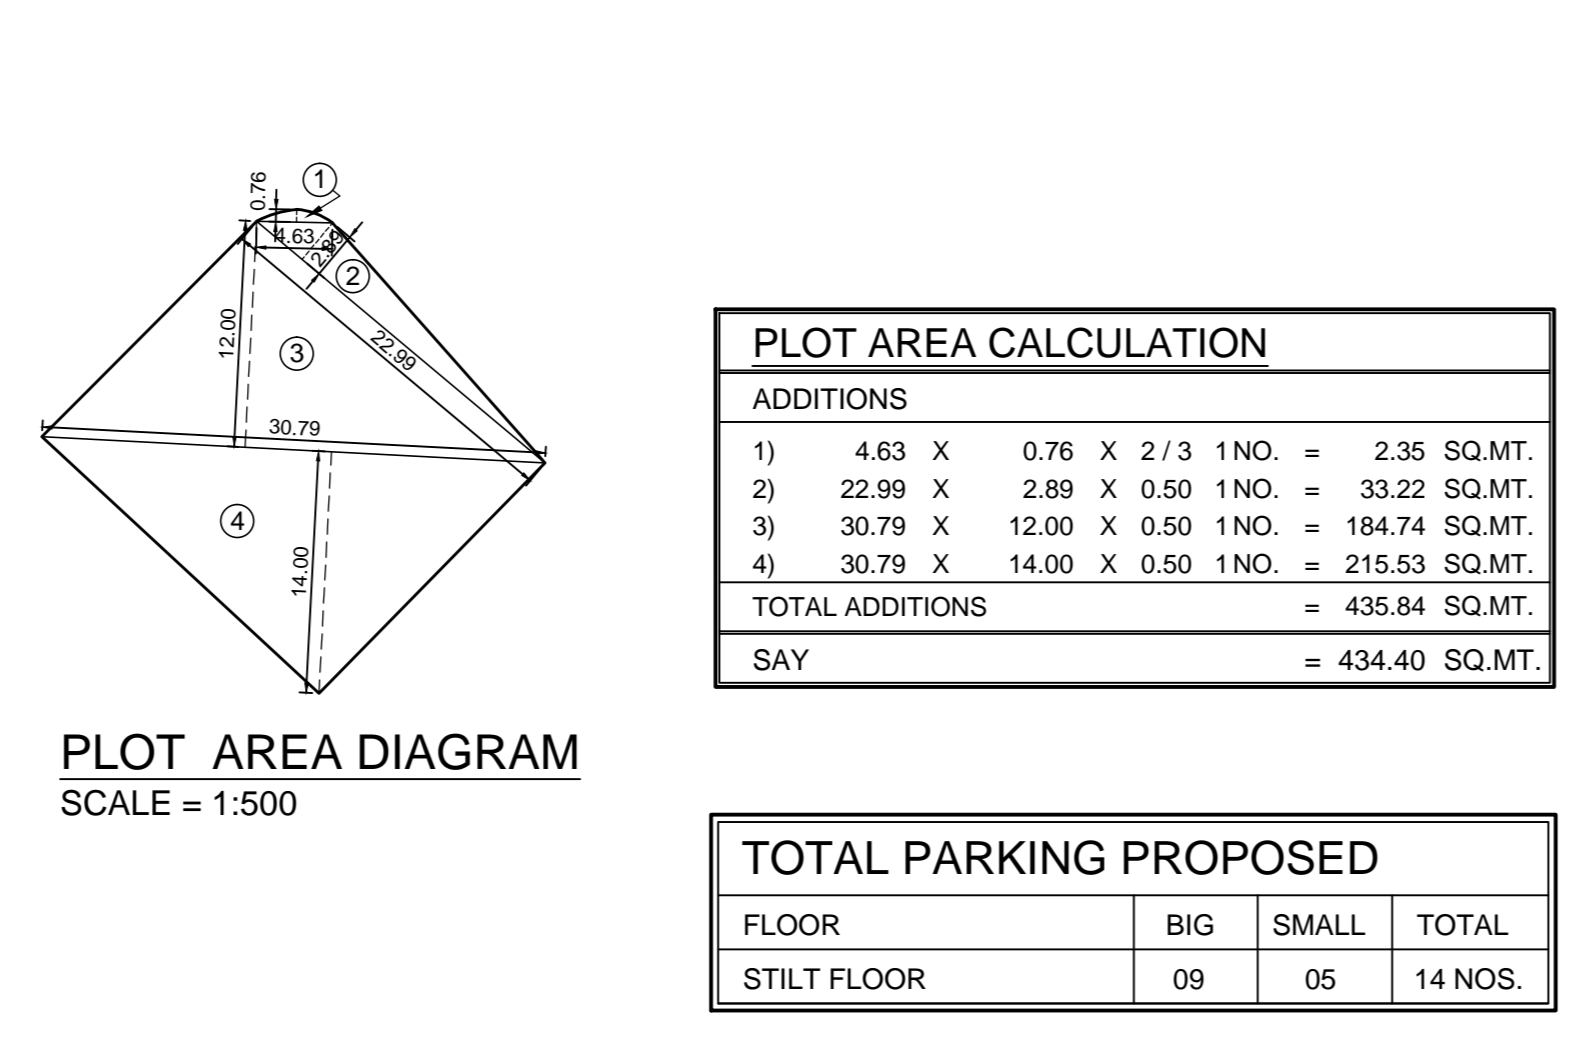 0.76
1
4.63
2.89
2
12.00
3
22.99
30.79
4
14.00
PLOT AREA DIAGRAM
SCALE = 1:500
PLOT AREA CALCULATION
ADDITIONS
1) 4.63 X 0.76 X 2 / 3 1 NO. = 2.35 SQ.MT.
2) 22.99 X 2.89 X 0.50 1 NO. = 33.22 SQ.MT.
3) 30.79 X 12.00 X 0.50 1 NO. = 184.74 SQ.MT.
4) 30.79 X 14.00 X 0.50 1 NO. = 215.53 SQ.MT.
TOTAL ADDITIONS = 435.84 SQ.MT.
SAY = 434.40 SQ.MT.
TOTAL PARKING PROPOSED
FLOOR BIG SMALL TOTAL
STILT FLOOR 09 05 14 NOS.